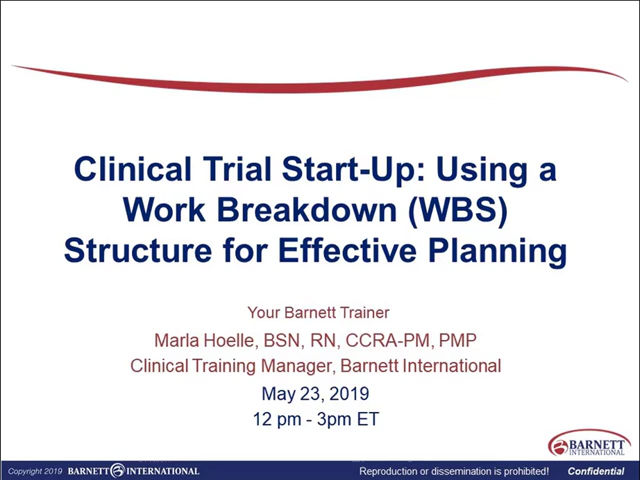 Clinical Trial Start-Up: Using a
Work Breakdown (WBS)
Structure for Effective Planning
Your Barnett Trainer
Marla Hoelle, BSN, RN, CCRA-PM, PMP
Clinical Training Manager, Barnett International
May 23, 2019
12 pm - 3pm ET
BARNETT
INTERNATIONAL
Copyright 2019 BARNETT INTERNATIONAL Reproduction or dissemination is prohibited! Confidential